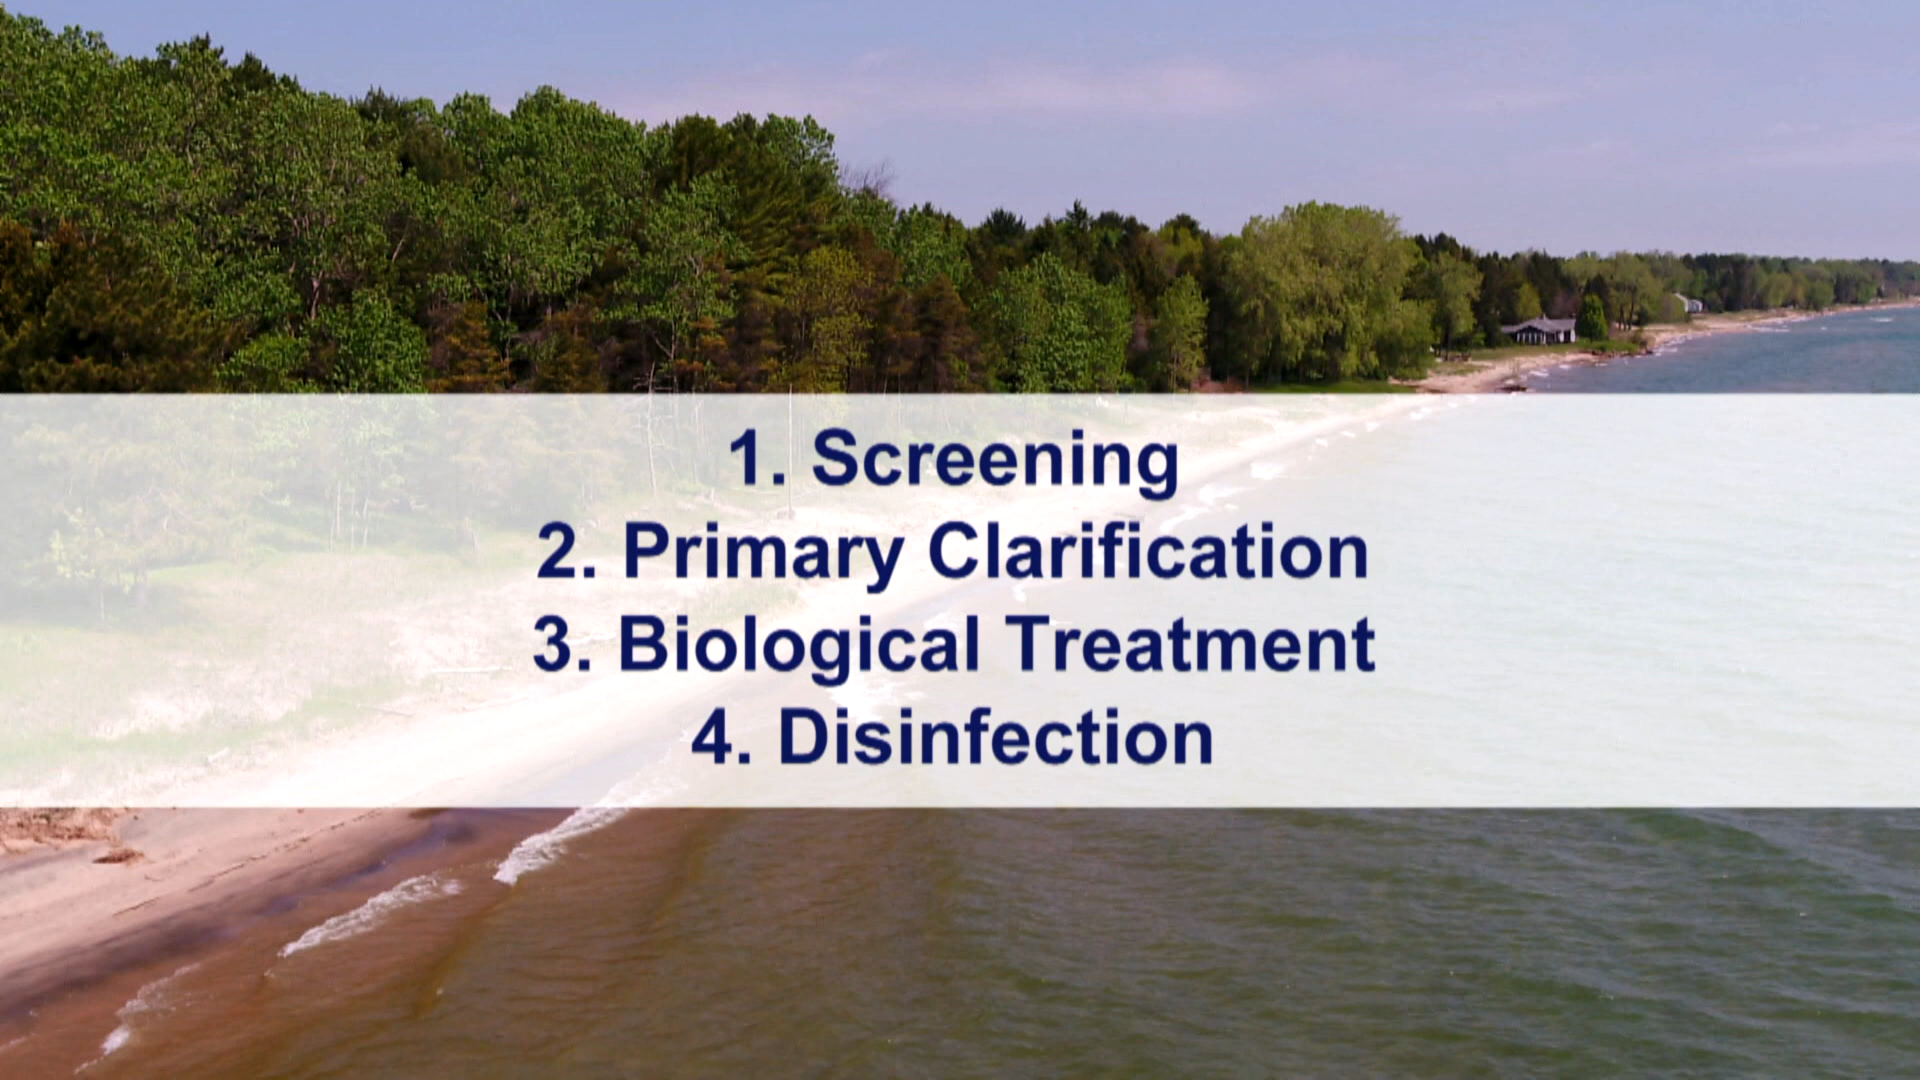 1. Screening
2. Primary Clarification
3. Biological Treatment
4. Disinfection